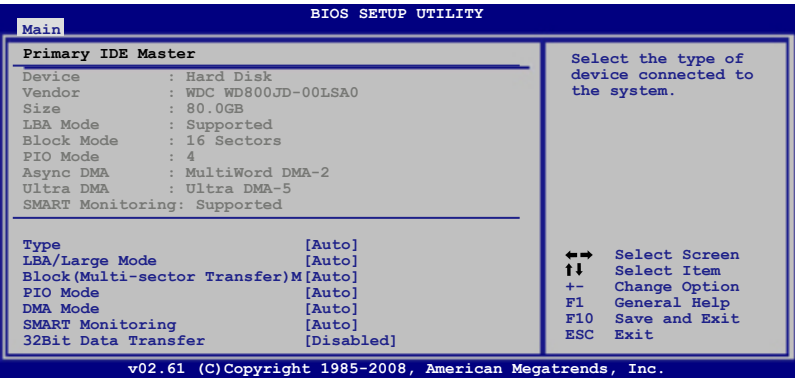 BIOS SETUP UTILITY
Main
Primary IDE Master
Device : Hard Disk
Vendor : WDC WD800JD-00LSA0
Size : 80.0GB
LBA Mode : Supported
Block Mode : 16 Sectors
PIO Mode : 4
Async DMA : MultiWord DMA-2
Ultra DMA : Ultra DMA-5
SMART Monitoring: Supported
Type [Auto]
LBA/Large Mode [Auto]
Block(Multi-sector Transfer)M[Auto]
PIO Mode [Auto]
DMA Mode [Auto]
SMART Monitoring [Auto]
32Bit Data Transfer [Disabled]
Select the type of
device connected to
the system.
←→ Select Screen
↑↓ Select Item
+- Change Option
F1 General Help
F10 Save and Exit
ESC Exit
v02.61 (C)Copyright 1985-2008, American Megatrends, Inc.